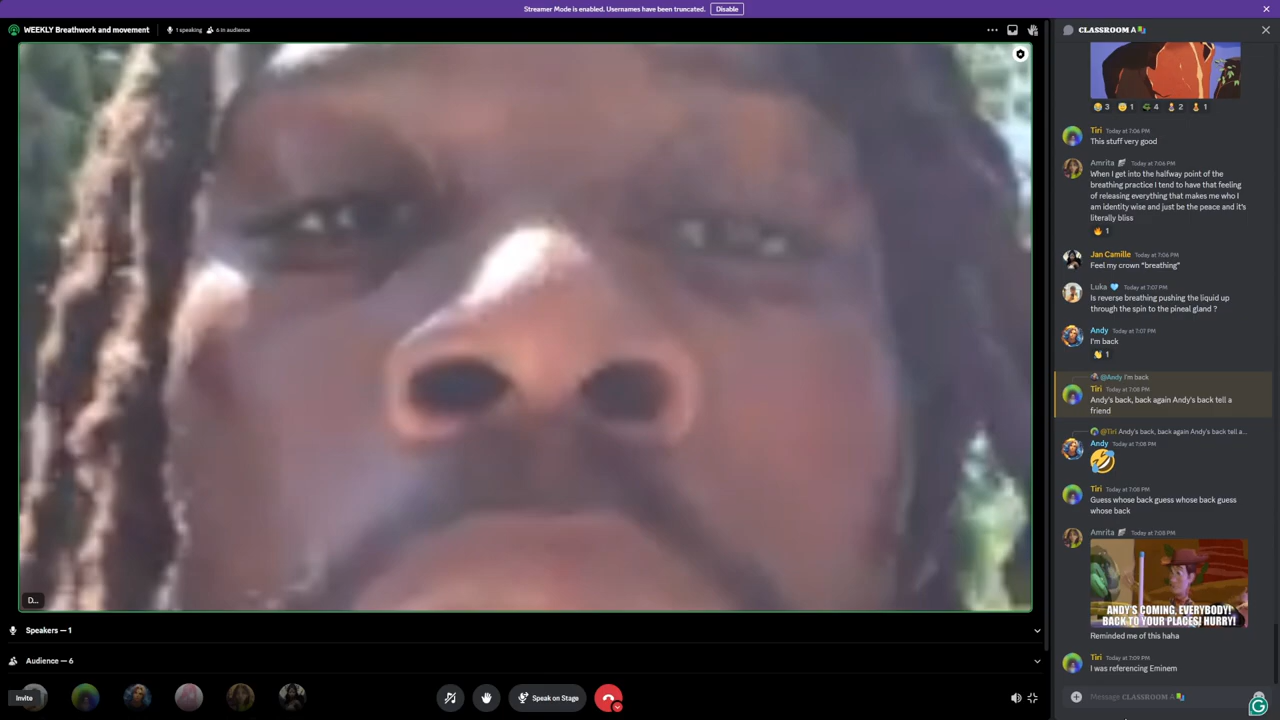 Streamer Mode is enabled. Usernames have been truncated. Disable
WEEKLY Breathwork and movement 1 speaking 6 in audience
D...
Speakers — 1
Audience — 6
Invite
Speak on Stage
CLASSROOM A
3 1 4 2 1
Tiri Today at 7:06 PM
This stuff very good
Amrita Today at 7:06 PM
When I get into the halfway point of the
breathing practice I tend to have that feeling
of releasing everything that makes me who I
am identity wise and just be the peace and it's
literally bliss
1
Jan Camille Today at 7:06 PM
Feel my crown "breathing"
Luka Today at 7:07 PM
Is reverse breathing pushing the liquid up
through the spin to the pineal gland ?
Andy Today at 7:07 PM
I'm back
1
@Andy I'm back
Tiri Today at 7:08 PM
Andy's back, back again Andy's back tell a
friend
@Tiri Andy's back, back again Andy's back tell a...
Andy Today at 7:08 PM
Tiri Today at 7:08 PM
Guess whose back guess whose back guess
whose back
Amrita Today at 7:08 PM
ANDY'S COMING, EVERYBODY!
BACK TO YOUR PLACES! HURRY!
Reminded me of this haha
Tiri Today at 7:09 PM
I was referencing Eminem
Message CLASSROOM A